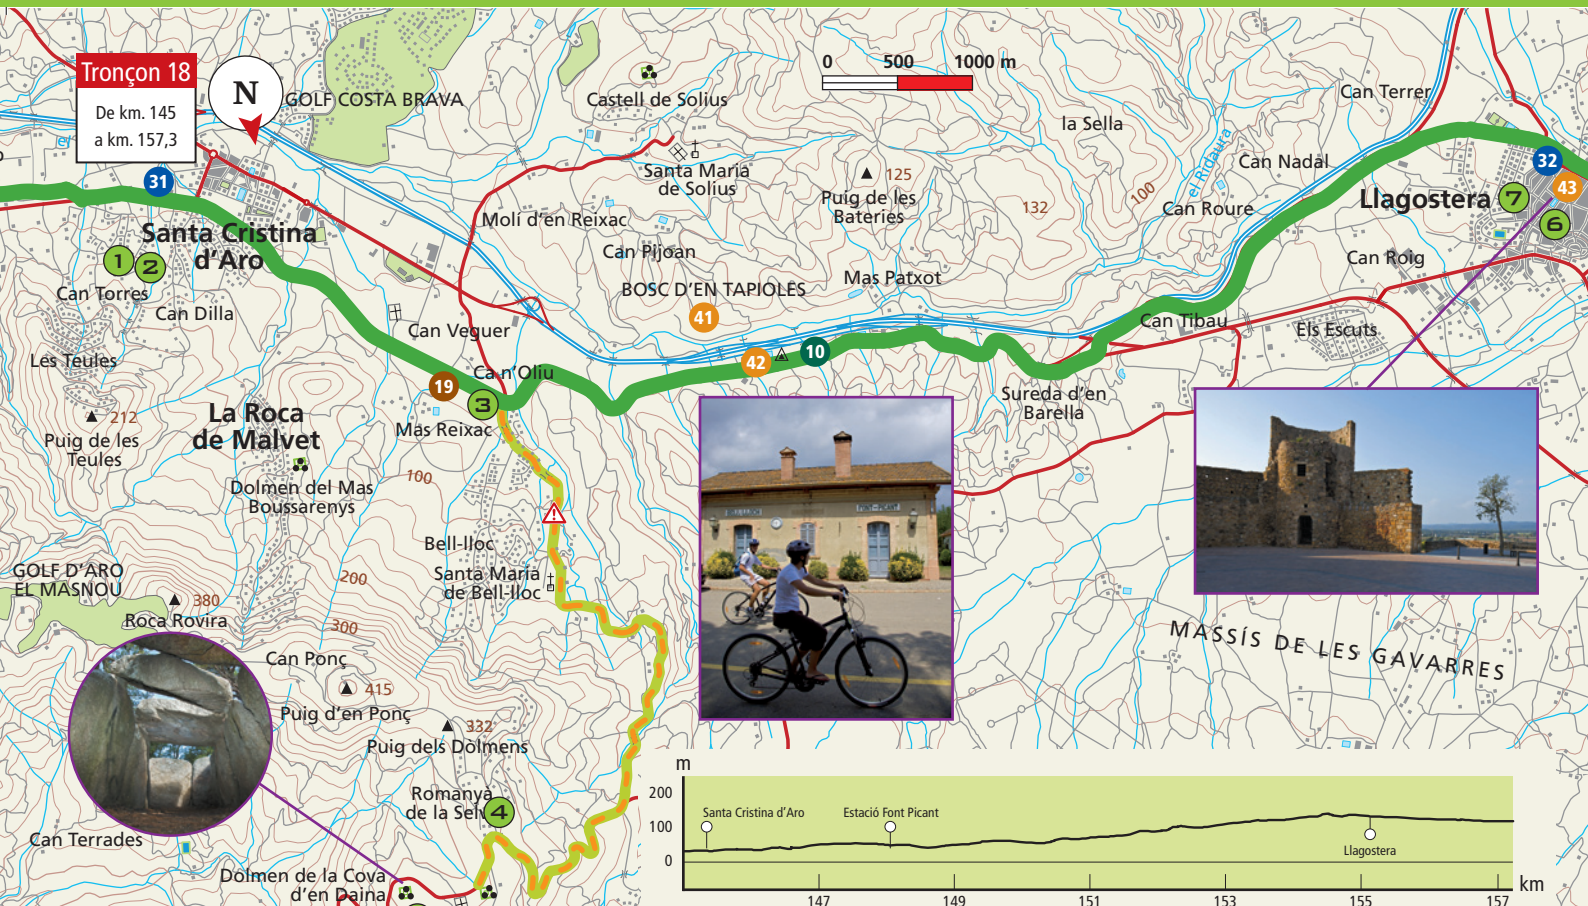 Tronçon 18
De km. 145
a km. 157,3
N
GOLF COSTA BRAVA
Castell de Solius
0 500 1000 m
Can Terrer
la Sella
el Ridaura
Can Nadal
31
32
43
Santa Maria
de Solius
125
Puig de les
Bateries
132
100
Can Roure
Llagostera
7
6
Molí d'en Reixac
Santa Cristina
d'Aro
1
2
Can Pijoan
Can Roig
Mas Patxot
BOSC D'EN TAPIOLES
41
Can Torres
Can Dilla
Can Veguer
Can Tibau
Els Escuts
Les Teules
42
10
Ca n'Oliu
19
3
Sureda d'en
Barella
212
Puig de les
Teules
La Roca
de Malvet
Mas Reixac
100
Dolmen del Mas
Boussarenys
BELL-LLOCH
FONT-PICANT
Bell-lloc
Santa Maria
de Bell-lloc
200
GOLF D'ARO
EL MASNOU
380
Roca Rovira
300
MASSÍS DE LES GAVARRES
Can Ponç
415
Puig d'en Ponç
332
Puig dels Dòlmens
Romanyà
de la Selv
4
Can Terrades
Dolmen de la Cova
d'en Daina
m
200
100
0
Santa Cristina d'Aro
Estació Font Picant
Llagostera
km
147 149 151 153 155 157